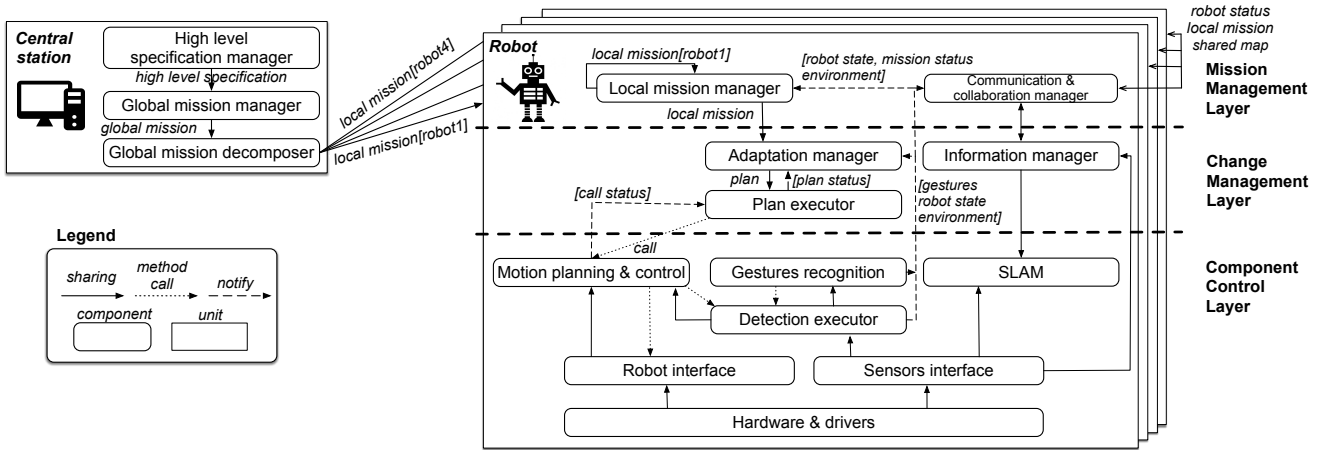 Central
station
High level
specification manager
high level specification
Global mission manager
global mission
Global mission decomposer
local mission[robot4]
local mission[robot1]
Legend
sharing
method
call
notify
component
unit
Robot
local mission[robot1]
Local mission manager
[robot state, mission status
environment]
Communication &
collaboration manager
robot status
local mission
shared map
Mission
Management
Layer
local mission
Adaptation manager
Information manager
plan
[plan status]
Plan executor
[call status]
[gestures
robot state
environment]
Change
Management
Layer
call
Motion planning & control
Gestures recognition
SLAM
Detection executor
Component
Control
Layer
Robot interface
Sensors interface
Hardware & drivers